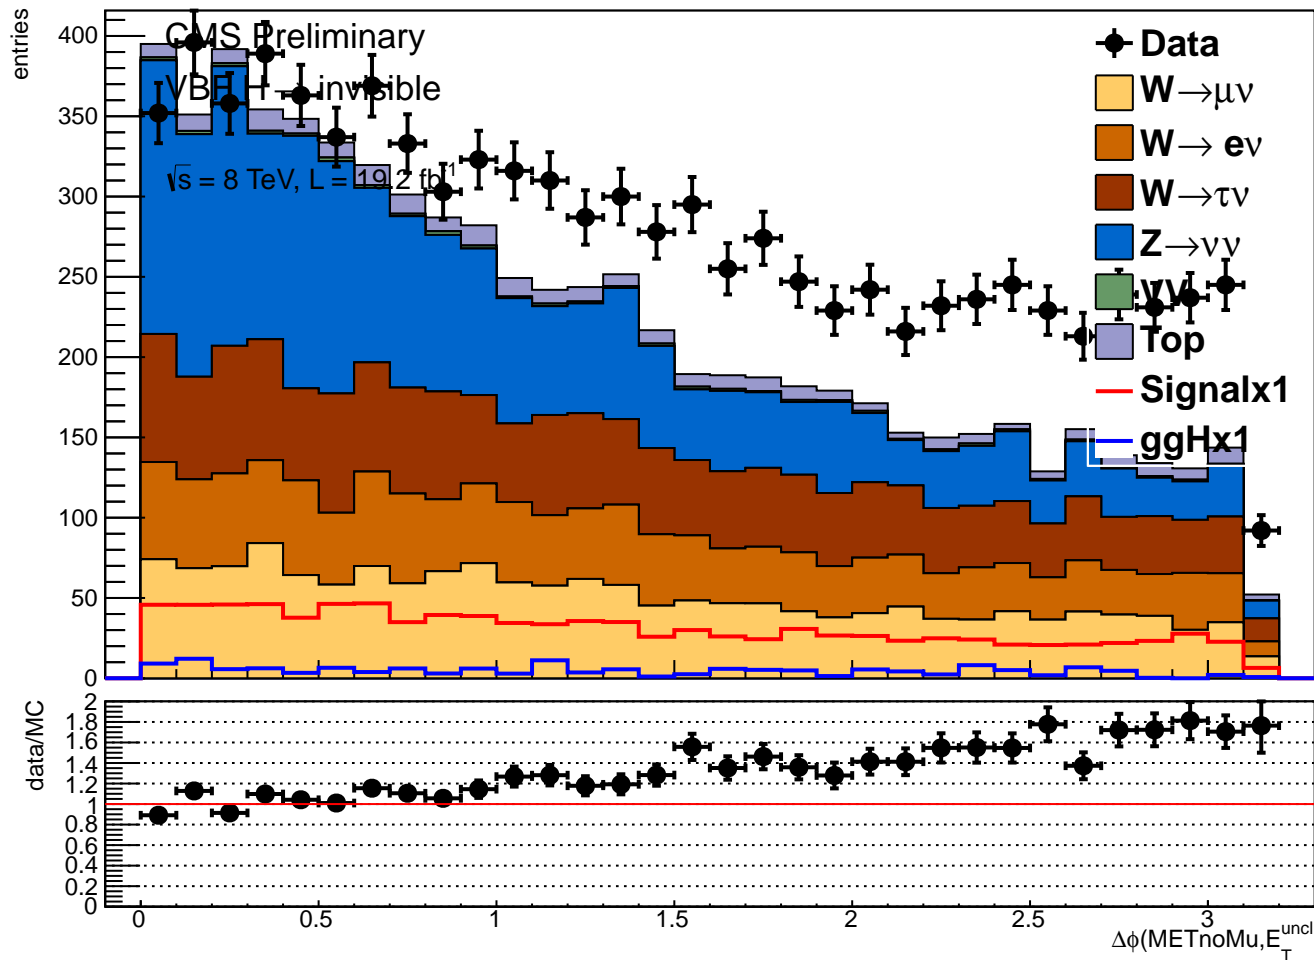 entries
400
350
300
250
200
150
100
50
0
CMS Preliminary
VBF H→ invisible
√s = 8 TeV, L = 19.2 fb⁻¹
Data
W→μν
W→ eν
W→τν
Z→νν
VV
Top
Signalx1
ggHx1
data/MC
2
1.8
1.6
1.4
1.2
1
0.8
0.6
0.4
0.2
0
0 0.5 1 1.5 2 2.5 3
Δϕ(METnoMu,E_T^uncl